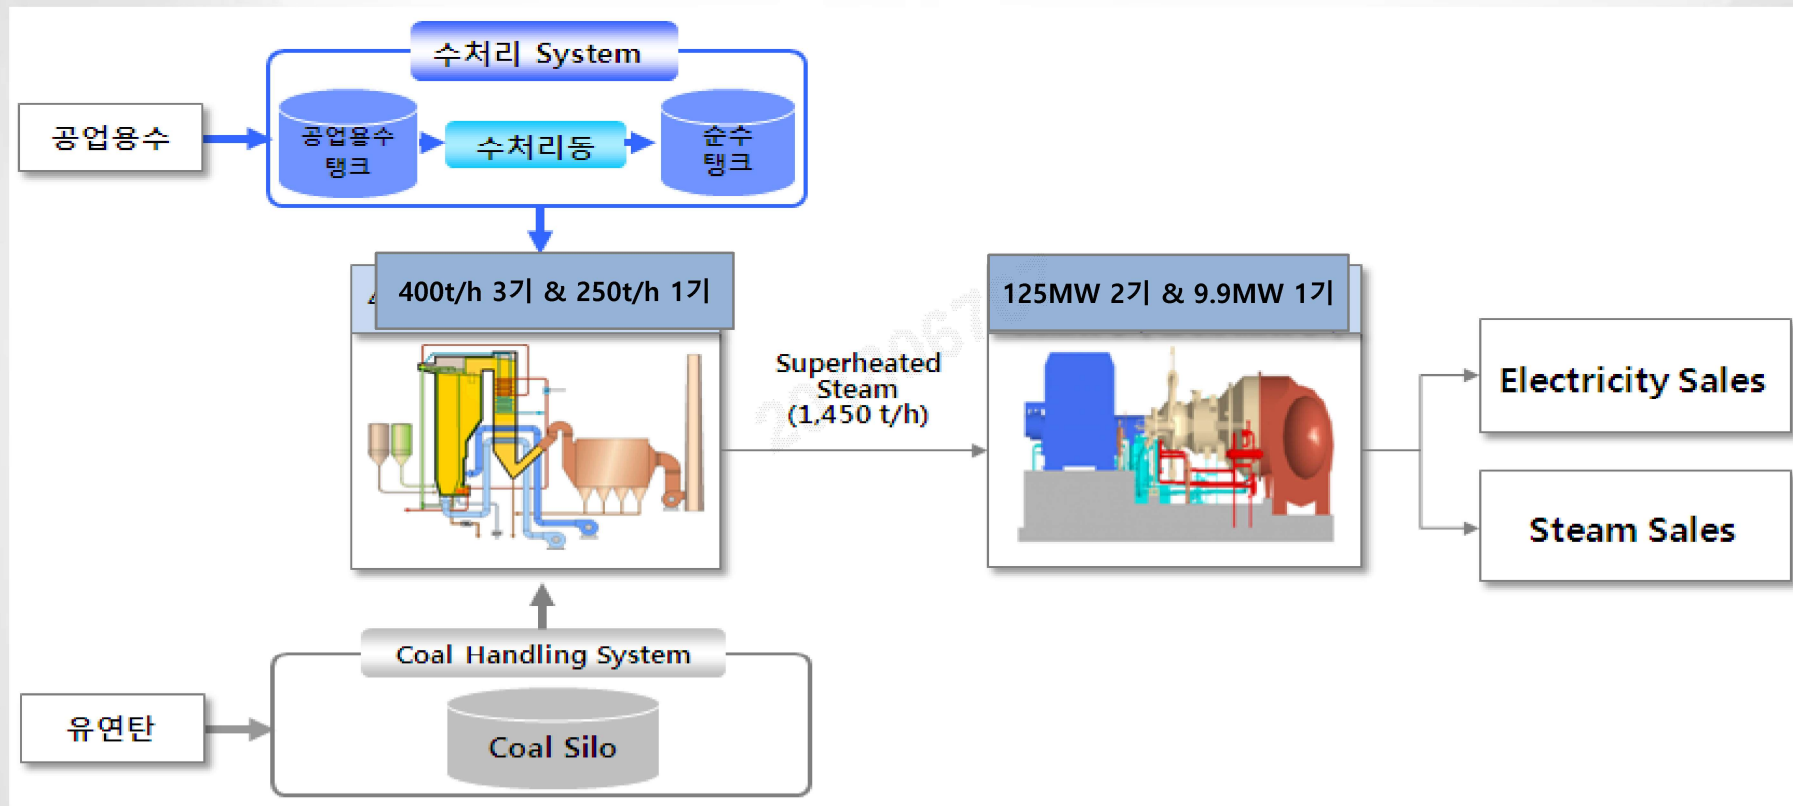 수처리 System
공업용수
공업용수
탱크
수처리동
순수
탱크
400t/h 3기 & 250t/h 1기
125MW 2기 & 9.9MW 1기
Superheated
Steam
(1,450 t/h)
Electricity Sales
Steam Sales
Coal Handling System
유연탄
Coal Silo